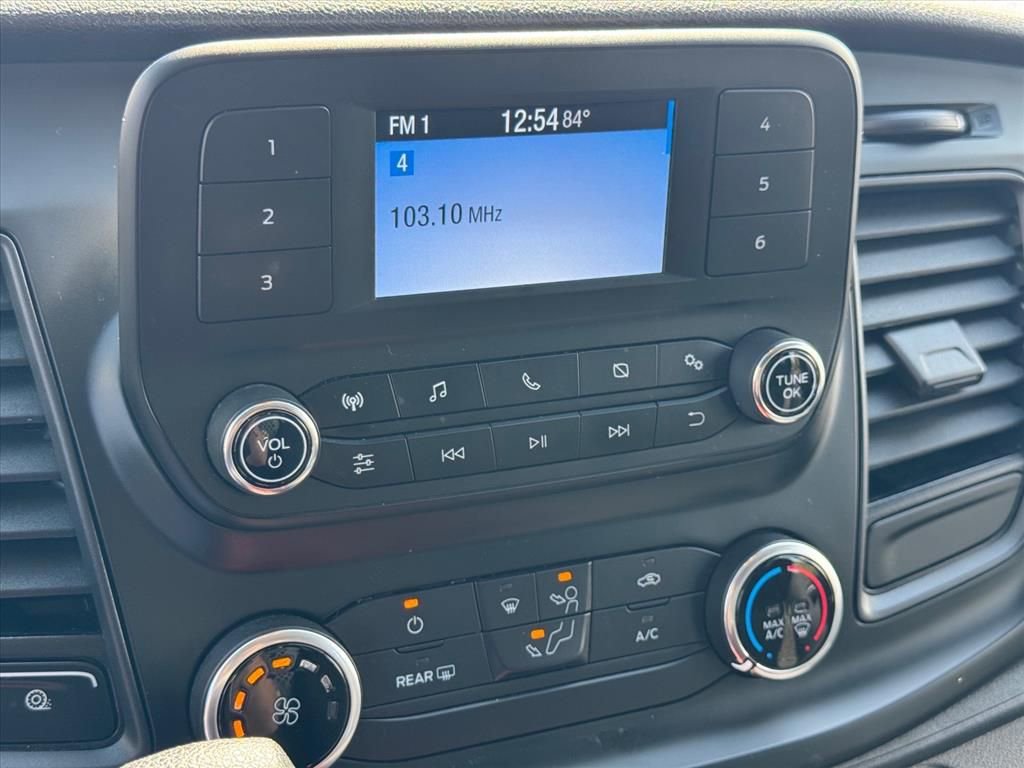 FM 1 12:54 84°
4
103.10 MHz
1
2
3
4
5
6
VOL
TUNE
OK
REAR
A/C
MAX
A/C
MAX